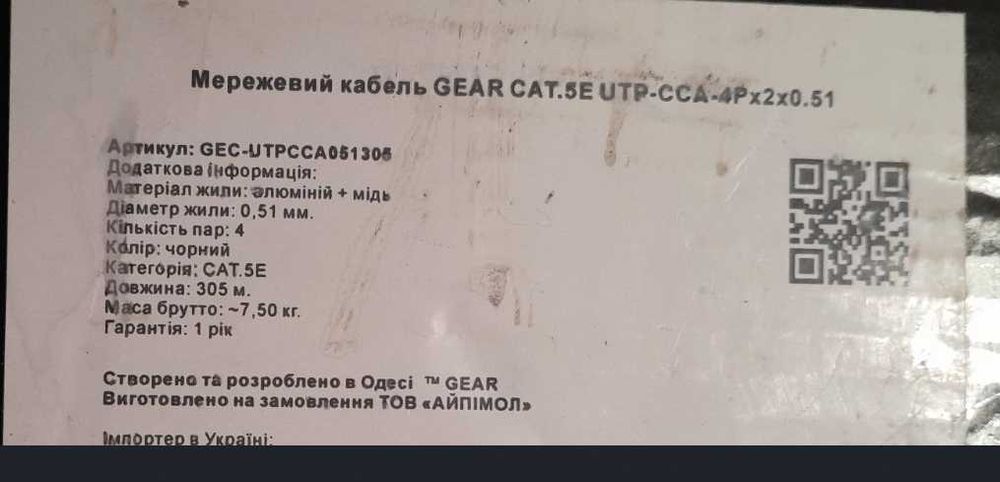 Мережевий кабель GEAR CAT.5E UTP-CCA-4Px2x0.51
Артикул: GEC-UTPCCA051305
Додаткова інформація:
Матеріал жили: алюміній + мідь
Діаметр жили: 0,51 мм.
Кількість пар: 4
Колір: чорний
Категорія: CAT.5E
Довжина: 305 м.
Маса брутто: ~7,50 кг.
Гарантія: 1 рік
Створено та розроблено в Одесі ™ GEAR
Виготовлено на замовлення ТОВ «АЙПІМОЛ»
Імпортер в Україні: